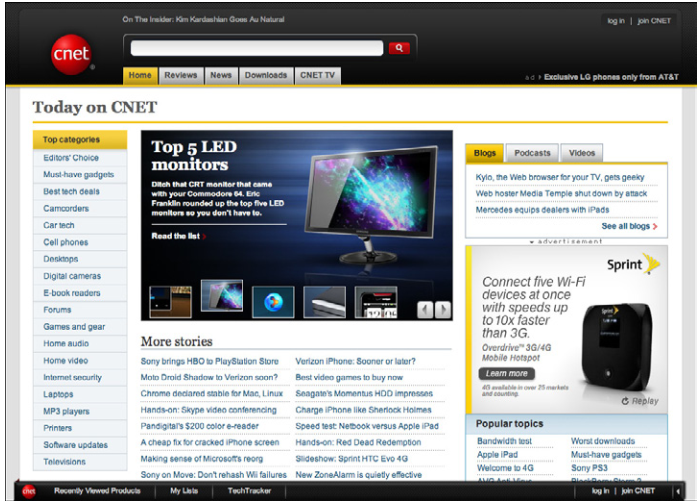 On The Insider: Kim Kardashian Goes Au Natural
log in | join CNET
cnet
Home
Reviews
News
Downloads
CNET TV
ad
Exclusive LG phones only from AT&T
Today on CNET
Top categories
Editors' Choice
Must-have gadgets
Best tech deals
Camcorders
Car tech
Cell phones
Desktops
Digital cameras
E-book readers
Forums
Games and gear
Home audio
Home video
Internet security
Laptops
MP3 players
Printers
Software updates
Televisions
Top 5 LED
monitors
Ditch that CRT monitor that came
with your Commodore 64. Eric
Franklin rounded up the top five LED
monitors so you don't have to.
Read the list
More stories
Sony brings HBO to PlayStation Store
Moto Droid Shadow to Verizon soon?
Chrome declared stable for Mac, Linux
Hands-on: Skype video conferencing
Pandigital's $200 color e-reader
A cheap fix for cracked iPhone screen
Making sense of Microsoft's reorg
Sony on Move: Don't rehash Wii failures
Verizon iPhone: Sooner or later?
Best video games to buy now
Seagate's Momentus HDD impresses
Charge iPhone like Sherlock Holmes
Speed test: Netbook versus Apple iPad
Hands-on: Red Dead Redemption
Slideshow: Sprint HTC Evo 4G
New ZoneAlarm is quietly effective
Blogs
Podcasts
Videos
Kylo, the Web browser for your TV, gets geeky
Web hoster Media Temple shut down by attack
Mercedes equips dealers with iPads
See all blogs
advertisement
Sprint
Connect five Wi-Fi
devices at once
with speeds up
to 10x faster
than 3G.
Overdrive™ 3G/4G
Mobile Hotspot
Learn more
4G available in over 25 markets
and counting.
Replay
Popular topics
Bandwidth test
Apple iPad
Welcome to 4G
AVG Anti-Virus
Worst downloads
Must-have gadgets
Sony PS3
BlackBerry Storm 2
cnet
Recently Viewed Products
My Lists
TechTracker
log in | join CNET